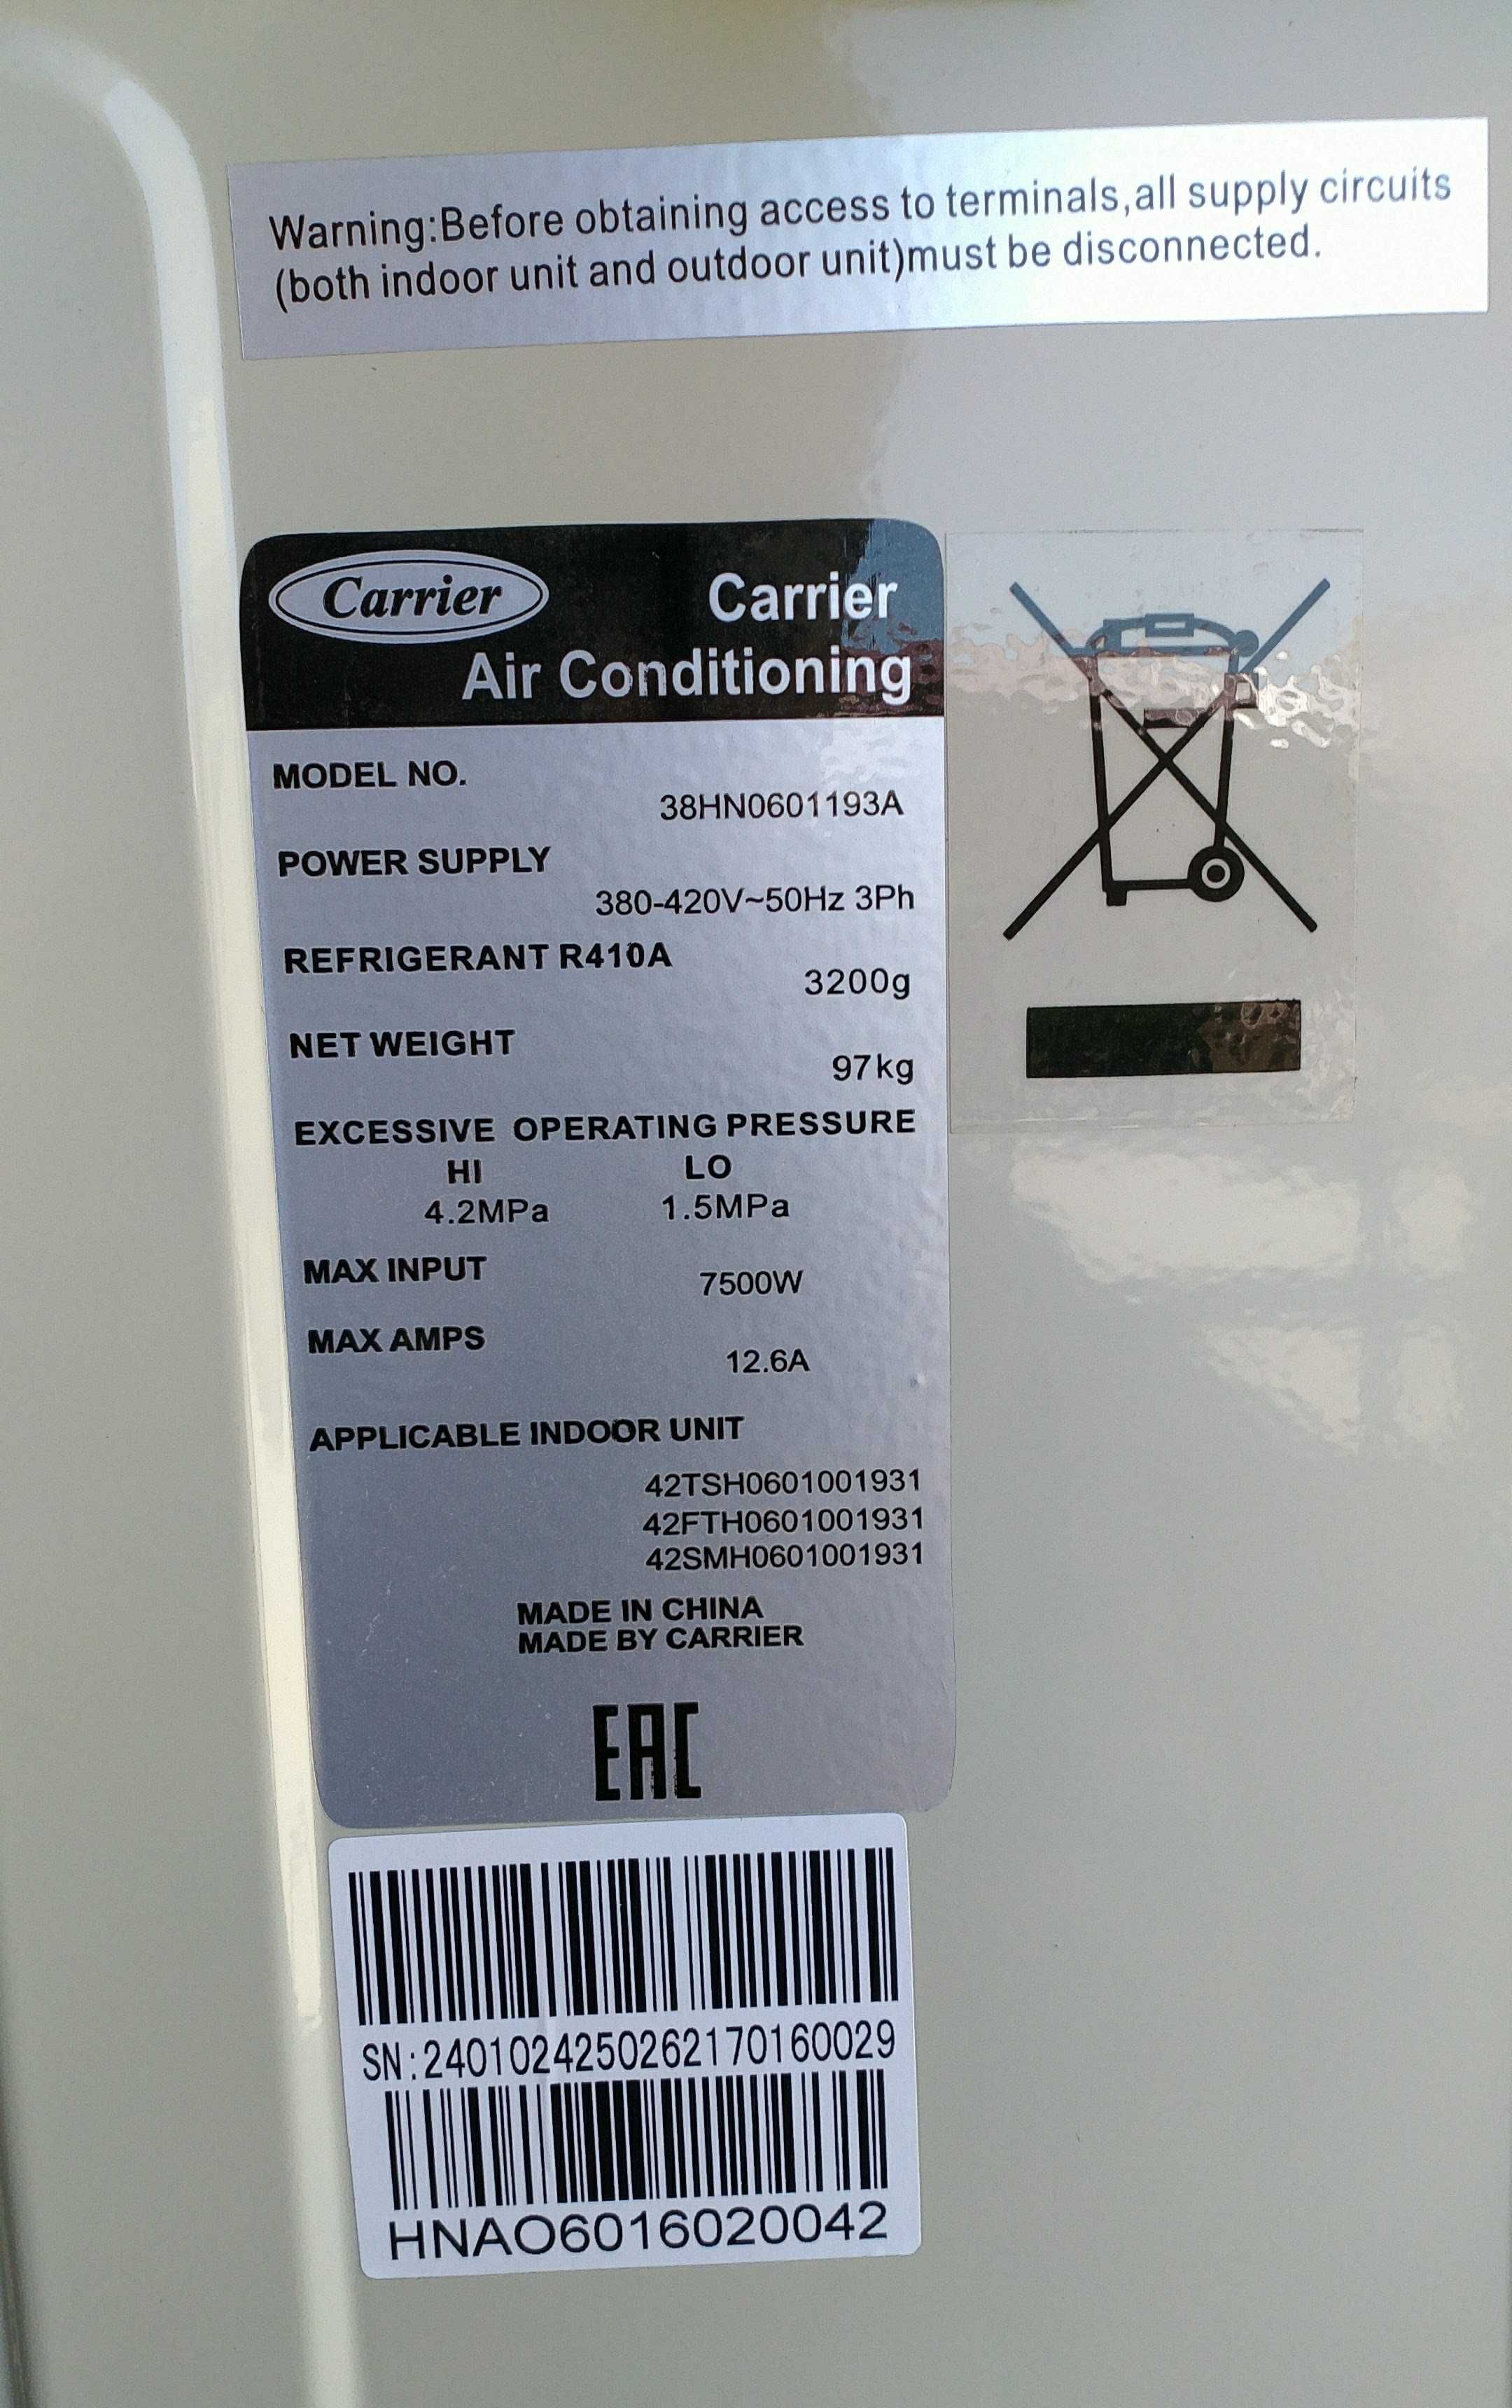 Warning:Before obtaining access to terminals,all supply circuits
(both indoor unit and outdoor unit)must be disconnected.
Carrier
Carrier
Air Conditioning
MODEL NO.
38HN0601193A
POWER SUPPLY
380-420V~50Hz 3Ph
REFRIGERANT R410A
3200g
NET WEIGHT
97kg
EXCESSIVE OPERATING PRESSURE
HI LO
4.2MPa 1.5MPa
MAX INPUT
7500W
MAX AMPS
12.6A
APPLICABLE INDOOR UNIT
42TSH0601001931
42FTH0601001931
42SMH0601001931
MADE IN CHINA
MADE BY CARRIER
EAC
SN:2401024250262170160029
HNAO6016020042